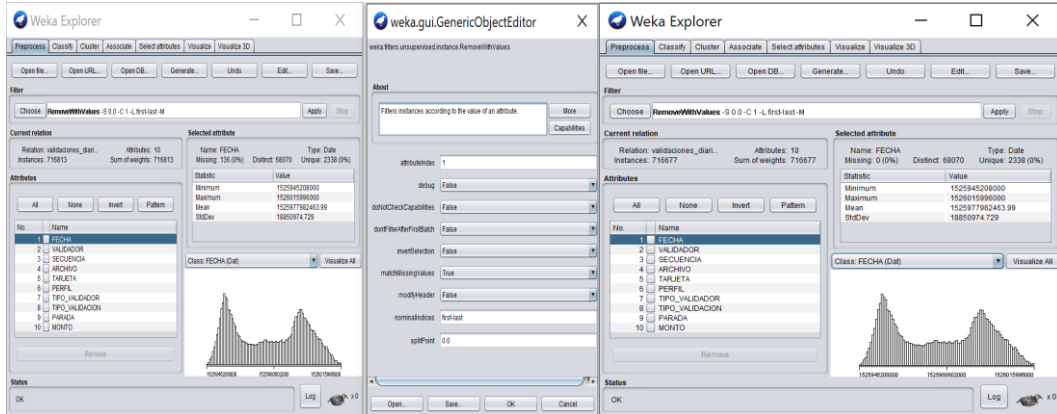 Weka Explorer
Preprocess Classify Cluster Associate Select attributes Visualize Visualize 3D
Open file... Open URL... Open DB... Generate... Undo Edit... Save...
Filter
Choose RemoveWithValues -S 0.0 -C 1 -L first-last -M Apply Stop
Current relation
Relation: validaciones_diari... Attributes: 10
Instances: 716813 Sum of weights: 716813
Selected attribute
Name: FECHA Type: Date
Missing: 136 (0%) Distinct: 68070 Unique: 2338 (0%)
Statistic Value
Minimum 1525945208000
Maximum 1526015996000
Mean 1525977982463.99
StdDev 18850974.729
Attributes
All None Invert Pattern
No. Name
1 FECHA
2 VALIDADOR
3 SECUENCIA
4 ARCHIVO
5 TARJETA
6 PERFIL
7 TIPO_VALIDADOR
8 TIPO_VALIDACION
9 PARADA
10 MONTO
Remove
Class: FECHA (Dat) Visualize All
1525945208000 1525980602000 1526015996000
Status
OK Log x 0
weka.gui.GenericObjectEditor
weka.filters.unsupervised.instance.RemoveWithValues
About
Filters instances according to the value of an attribute.
More
Capabilities
attributeIndex 1
debug False
doNotCheckCapabilities False
dontFilterAfterFirstBatch False
invertSelection False
matchMissingValues True
modifyHeader False
nominalIndices first-last
splitPoint 0.0
Open... Save... OK Cancel
Weka Explorer
Preprocess Classify Cluster Associate Select attributes Visualize Visualize 3D
Open file... Open URL... Open DB... Generate... Undo Edit... Save...
Filter
Choose RemoveWithValues -S 0.0 -C 1 -L first-last -M Apply Stop
Current relation
Relation: validaciones_diari... Attributes: 10
Instances: 716677 Sum of weights: 716677
Selected attribute
Name: FECHA Type: Date
Missing: 0 (0%) Distinct: 68070 Unique: 2338 (0%)
Statistic Value
Minimum 1525945208000
Maximum 1526015996000
Mean 1525977982463.99
StdDev 18850974.729
Attributes
All None Invert Pattern
No. Name
1 FECHA
2 VALIDADOR
3 SECUENCIA
4 ARCHIVO
5 TARJETA
6 PERFIL
7 TIPO_VALIDADOR
8 TIPO_VALIDACION
9 PARADA
10 MONTO
Remove
Class: FECHA (Dat) Visualize All
1525945208000 1525980602000 1526015996000
Status
OK Log x 0